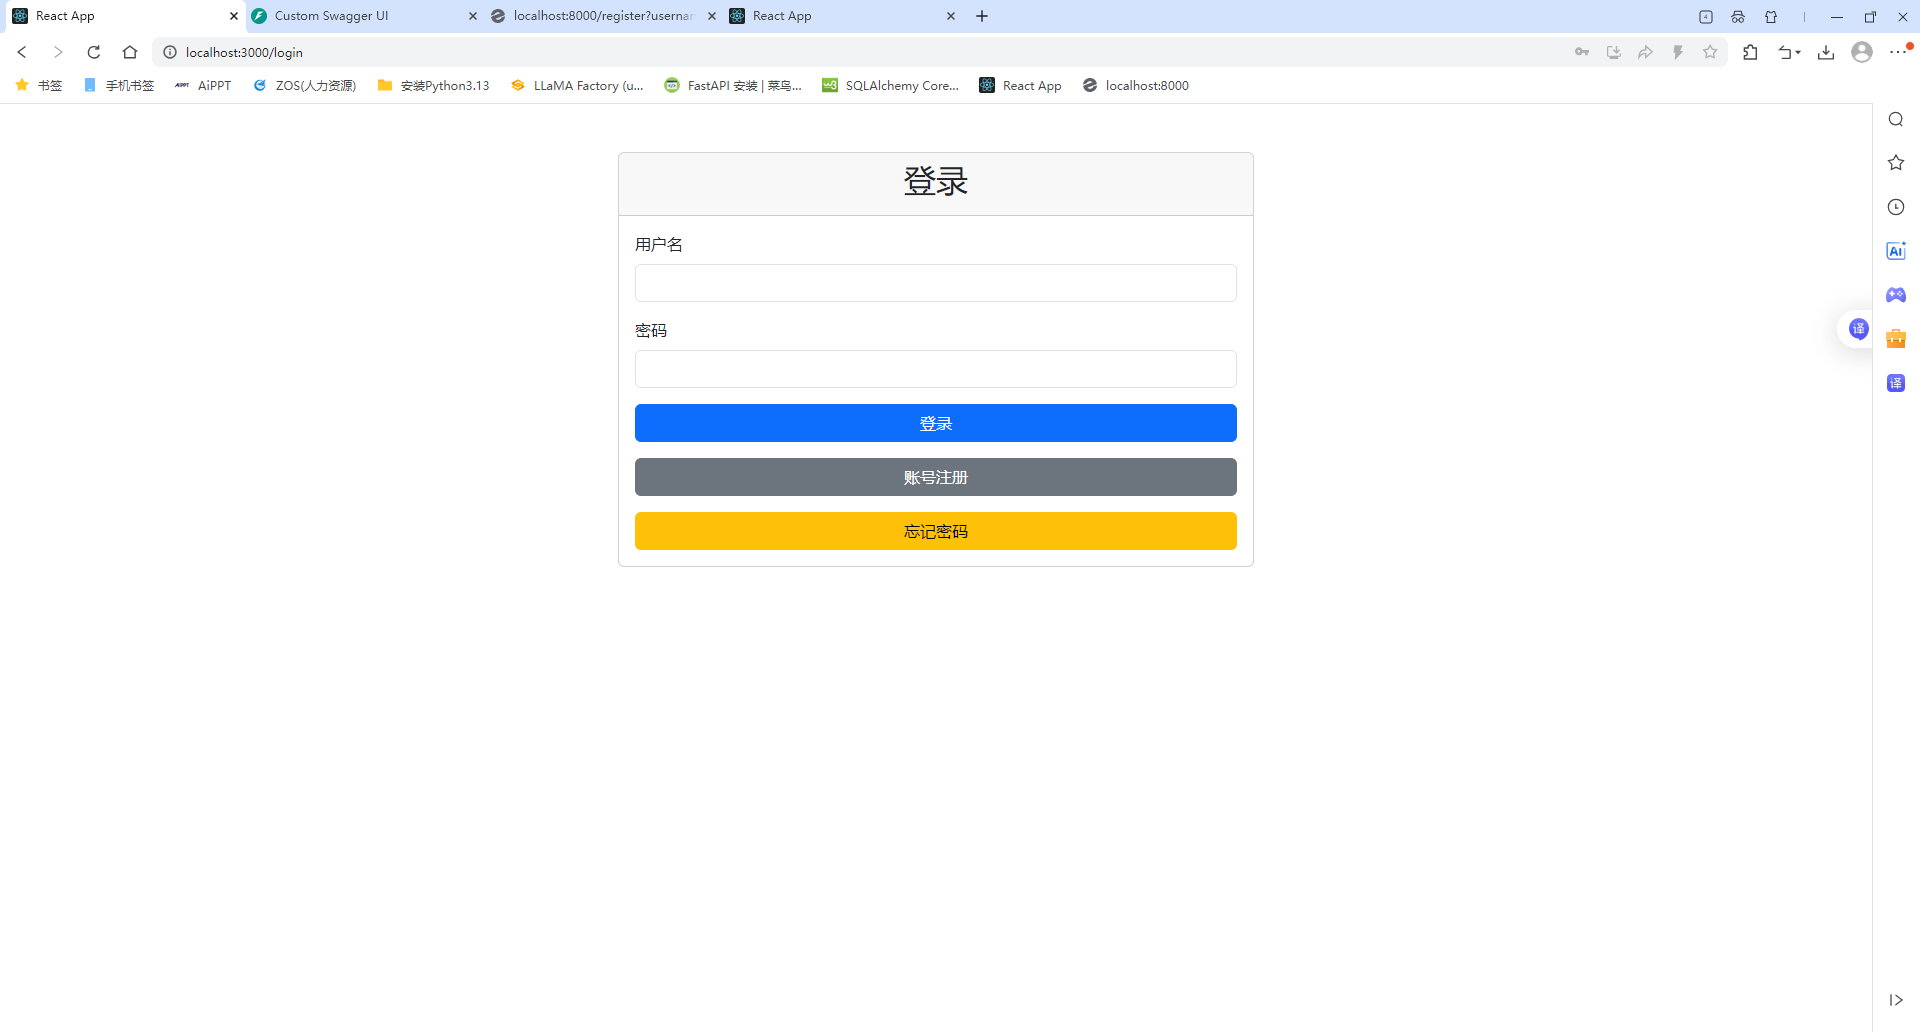 React App
Custom Swagger UI
localhost:8000/register?userna
React App
localhost:3000/login
书签
手机书签
AiPPT
ZOS(人力资源)
安装Python3.13
LLaMA Factory (u...
FastAPI 安装 | 菜鸟...
SQLAlchemy Core...
React App
localhost:8000
登录
用户名
密码
登录
账号注册
忘记密码
AI
译
译